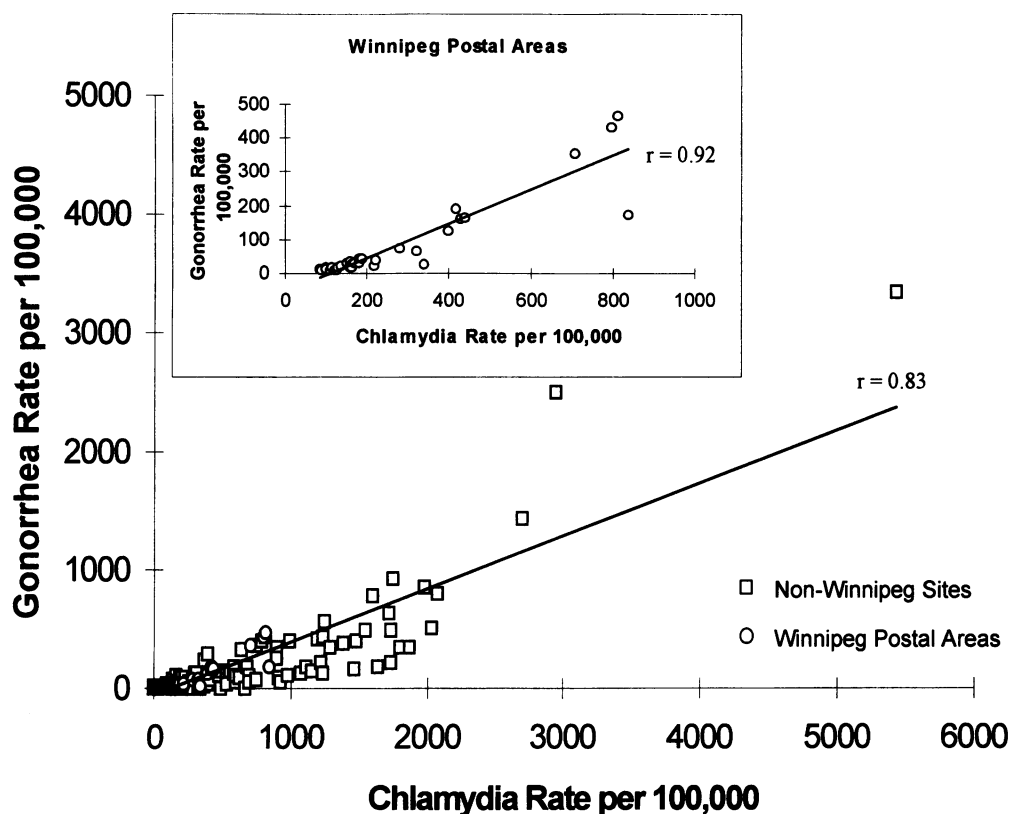 Winnipeg Postal Areas
Gonorrhea Rate per
100,000
500
400
300
200
100
0
0 200 400 600 800 1000
Chlamydia Rate per 100,000
r = 0.92
Gonorrhea Rate per 100,000
5000
4000
3000
2000
1000
0
r = 0.83
Non-Winnipeg Sites
Winnipeg Postal Areas
0 1000 2000 3000 4000 5000 6000
Chlamydia Rate per 100,000